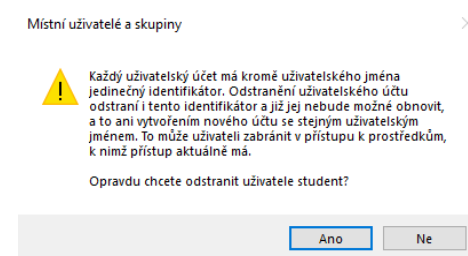 Místní uživatelé a skupiny
Každý uživatelský účet má kromě uživatelského jména
jedinečný identifikátor. Odstranění uživatelského účtu
odstraní i tento identifikátor a již jej nebude možné obnovit,
a to ani vytvořením nového účtu se stejným uživatelským
jménem. To může uživateli zabránit v přístupu k prostředkům,
k nimž přístup aktuálně má.
Opravdu chcete odstranit uživatele student?
Ano Ne